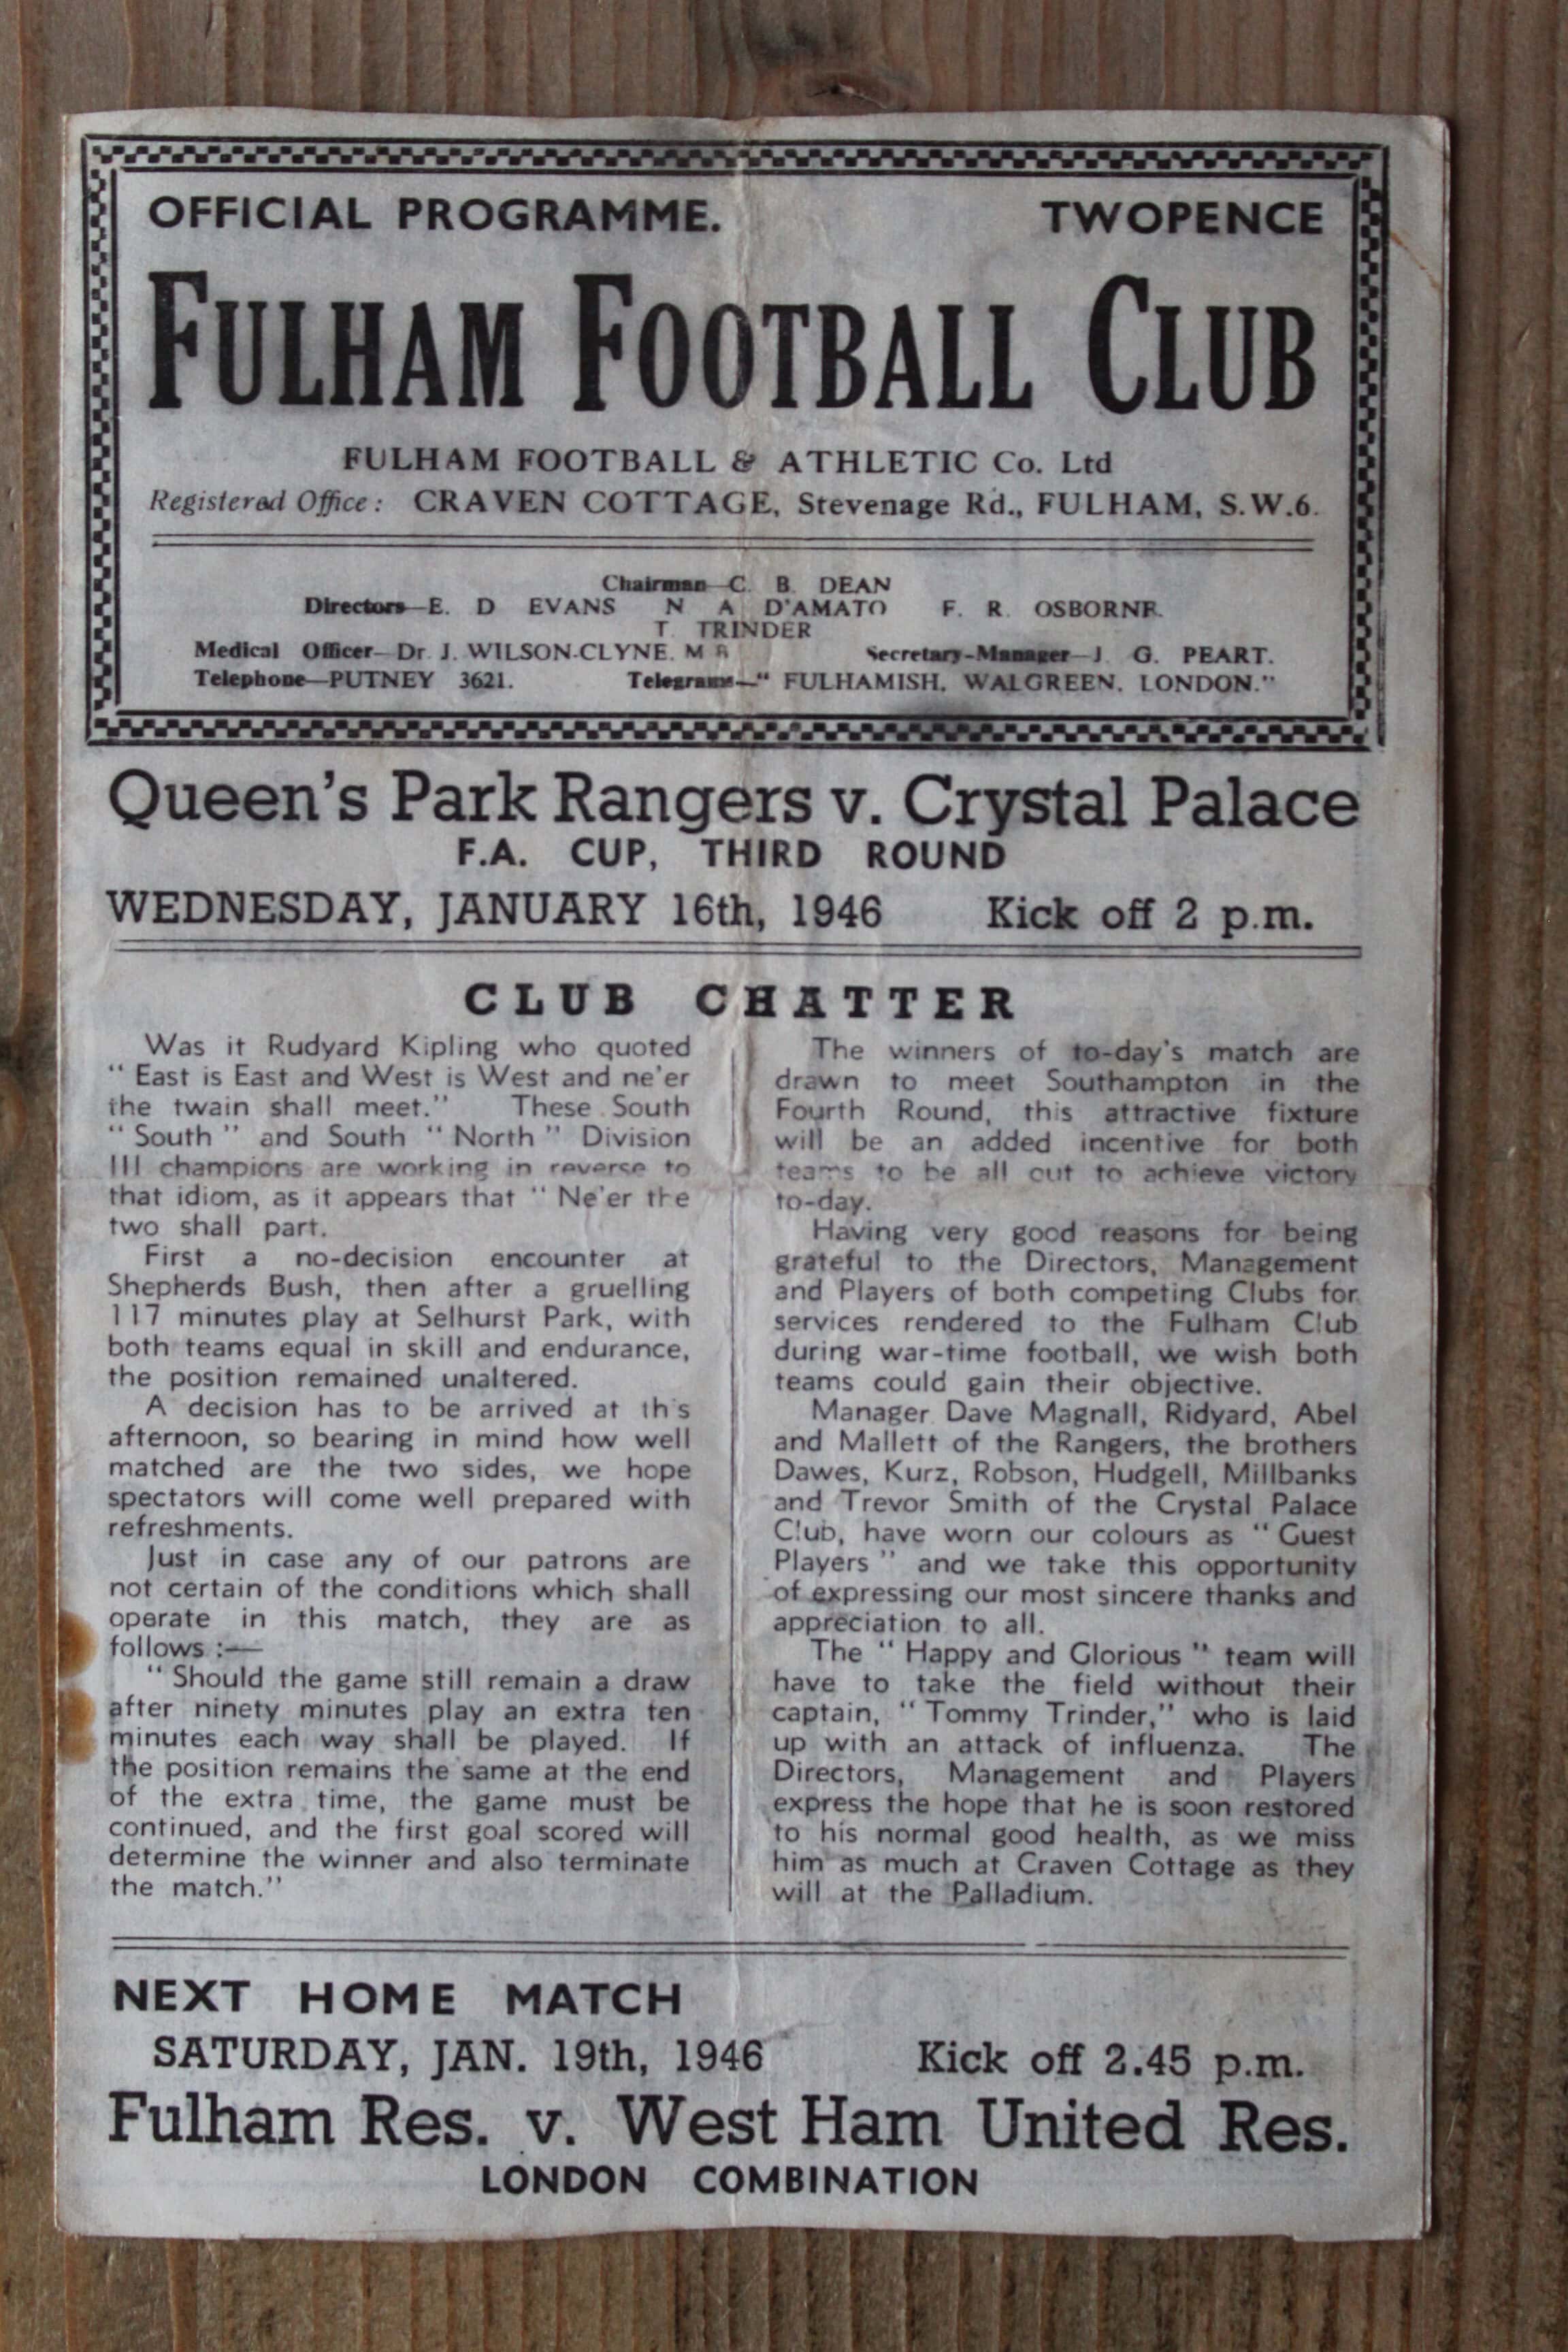 OFFICIAL PROGRAMME. TWOPENCE
FULHAM FOOTBALL CLUB
FULHAM FOOTBALL & ATHLETIC Co. Ltd
Registered Office: CRAVEN COTTAGE, Stevenage Rd., FULHAM, S.W.6.
Chairman—C. B. DEAN
Directors—E. D EVANS N A D'AMATO F. R. OSBORNE.
T. TRINDER
Medical Officer—Dr. J. WILSON-CLYNE. M B Secretary-Manager—J. G. PEART.
Telephone—PUTNEY 3621. Telegrams—" FULHAMISH, WALGREEN, LONDON."
Queen's Park Rangers v. Crystal Palace
F.A. CUP, THIRD ROUND
WEDNESDAY, JANUARY 16th, 1946 Kick off 2 p.m.
CLUB CHATTER
Was it Rudyard Kipling who quoted
" East is East and West is West and ne'er
the twain shall meet." These South
" South " and South " North " Division
III champions are working in reverse to
that idiom, as it appears that " Ne'er the
two shall part.
First a no-decision encounter at
Shepherds Bush, then after a gruelling
117 minutes play at Selhurst Park, with
both teams equal in skill and endurance,
the position remained unaltered.
A decision has to be arrived at this
afternoon, so bearing in mind how well
matched are the two sides, we hope
spectators will come well prepared with
refreshments.
Just in case any of our patrons are
not certain of the conditions which shall
operate in this match, they are as
follows :—
" Should the game still remain a draw
after ninety minutes play an extra ten
minutes each way shall be played. If
the position remains the same at the end
of the extra time, the game must be
continued, and the first goal scored will
determine the winner and also terminate
the match."
The winners of to-day's match are
drawn to meet Southampton in the
Fourth Round, this attractive fixture
will be an added incentive for both
teams to be all out to achieve victory
to-day.
Having very good reasons for being
grateful to the Directors, Management
and Players of both competing Clubs for
services rendered to the Fulham Club
during war-time football, we wish both
teams could gain their objective.
Manager Dave Magnall, Ridyard, Abel
and Mallett of the Rangers, the brothers
Dawes, Kurz, Robson, Hudgell, Millbanks
and Trevor Smith of the Crystal Palace
Club, have worn our colours as " Guest
Players " and we take this opportunity
of expressing our most sincere thanks and
appreciation to all.
The " Happy and Glorious " team will
have to take the field without their
captain, " Tommy Trinder," who is laid
up with an attack of influenza. The
Directors, Management and Players
express the hope that he is soon restored
to his normal good health, as we miss
him as much at Craven Cottage as they
will at the Palladium.
NEXT HOME MATCH
SATURDAY, JAN. 19th, 1946 Kick off 2.45 p.m.
Fulham Res. v. West Ham United Res.
LONDON COMBINATION